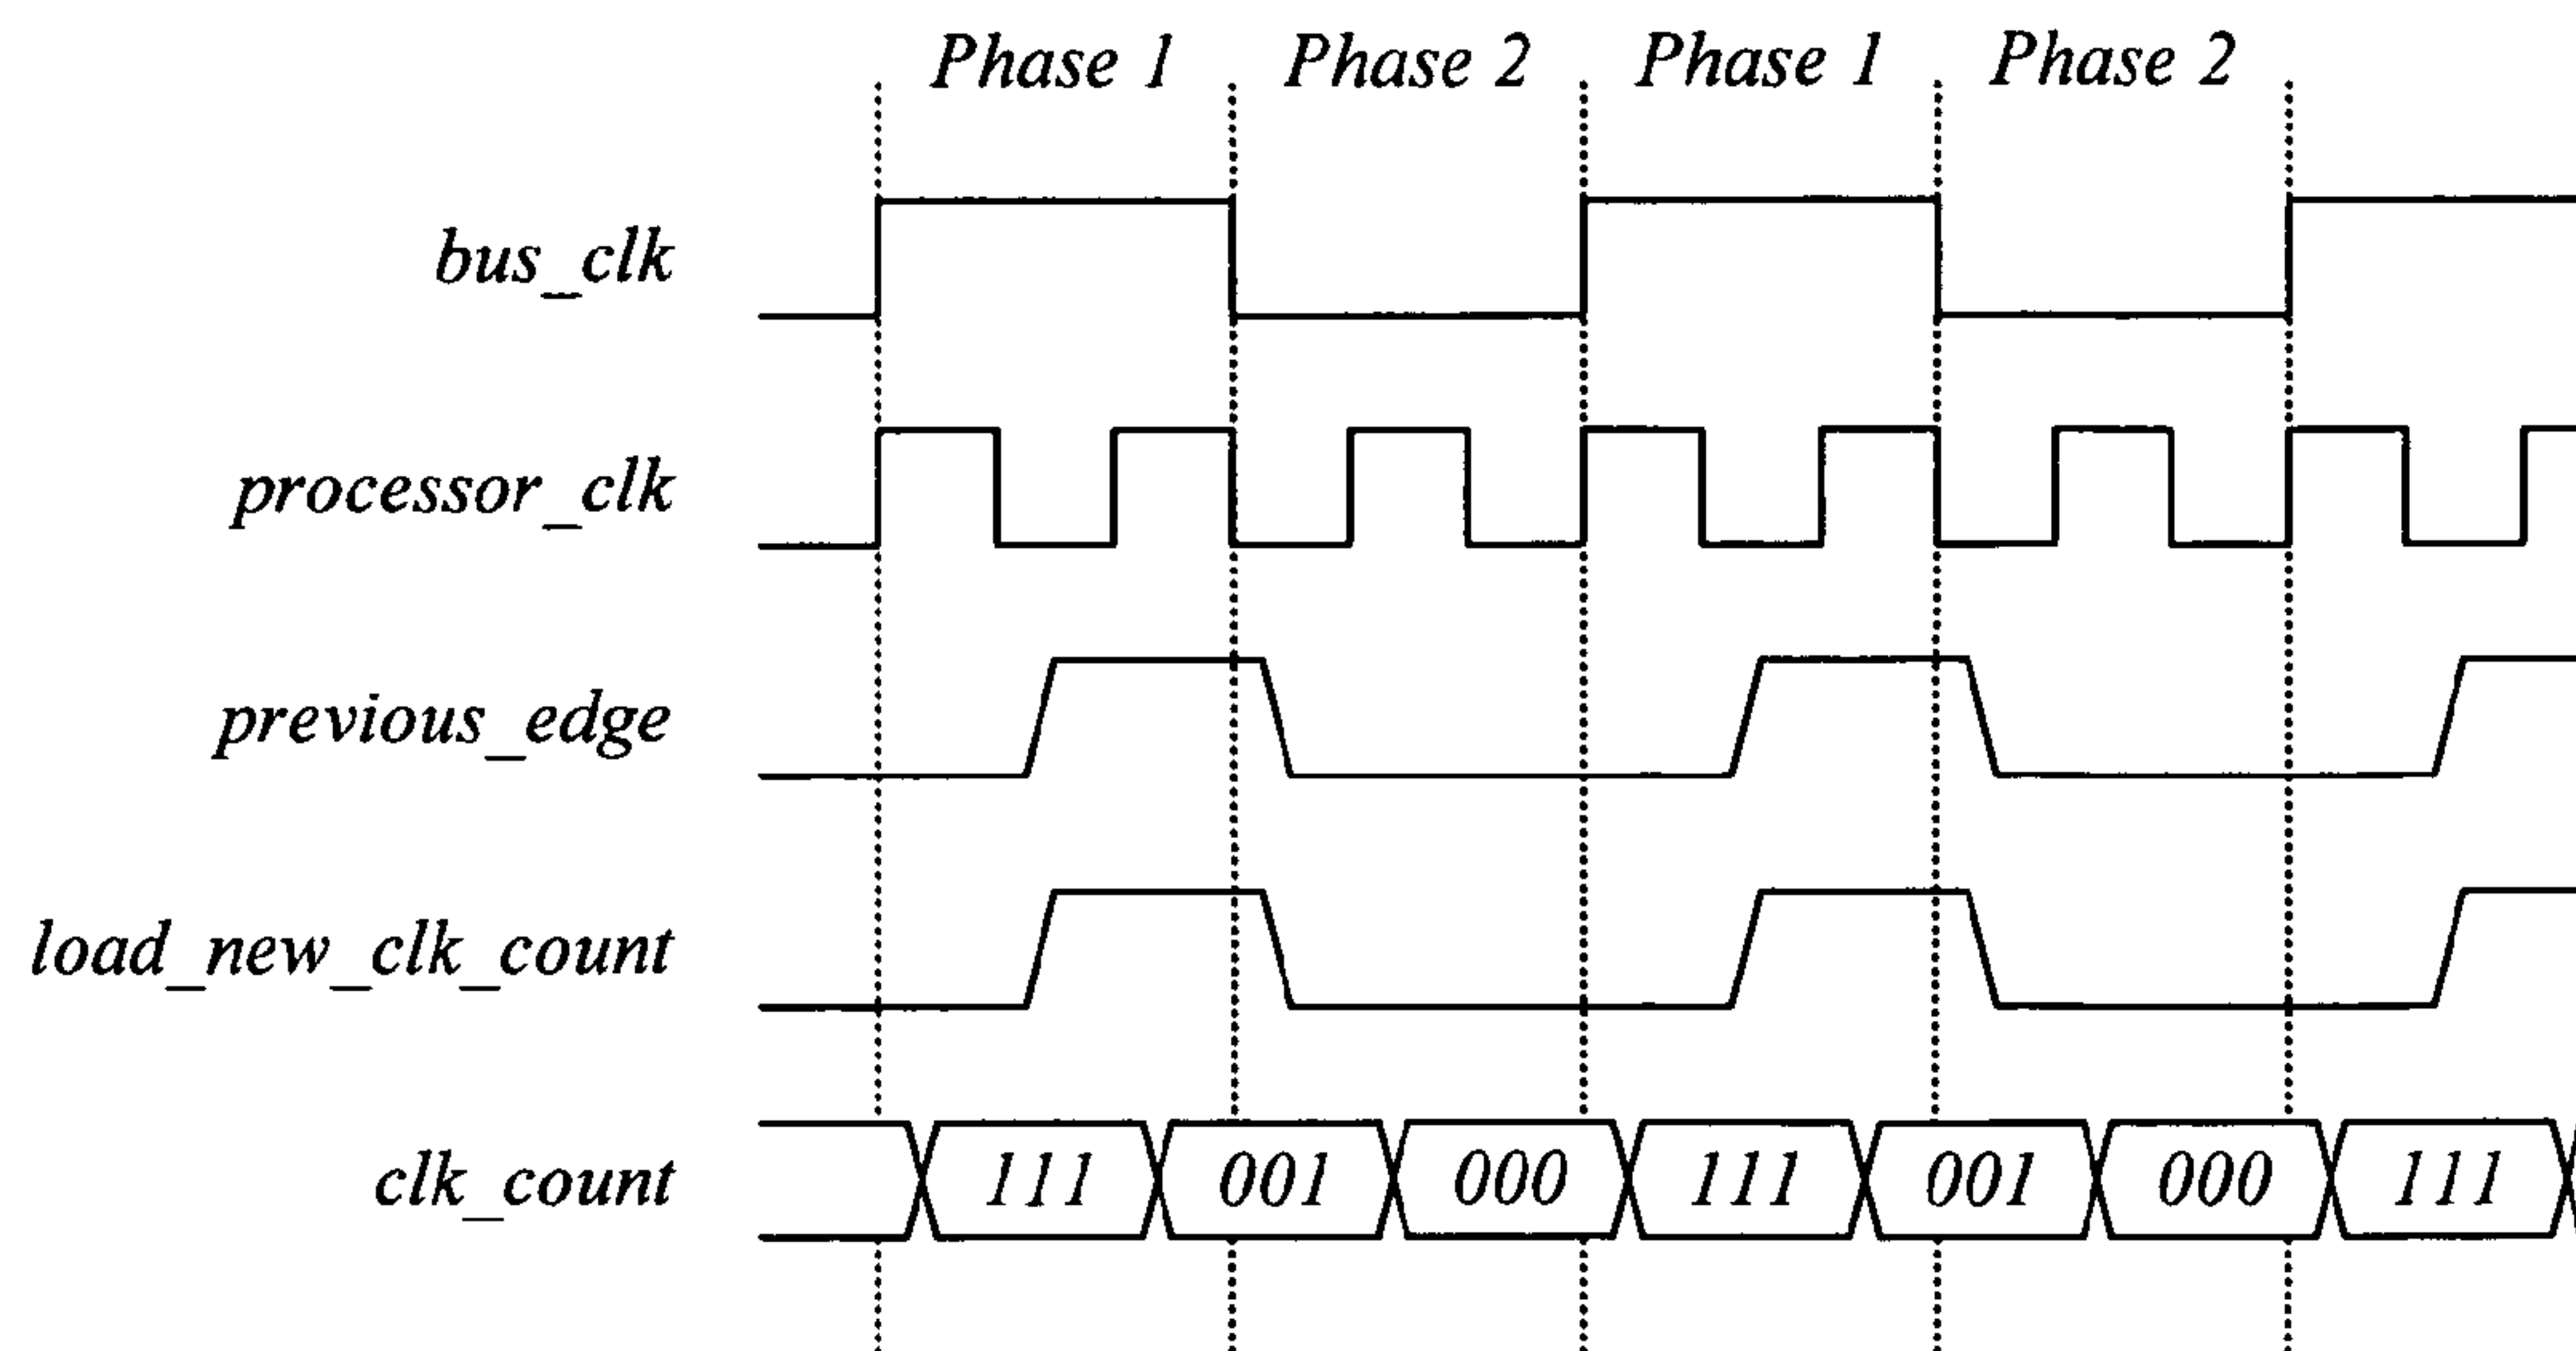 Phase 1 Phase 2 Phase 1 Phase 2
bus_clk
processor_clk
previous_edge
load_new_clk_count
clk_count 111 001 000 111 001 000 111